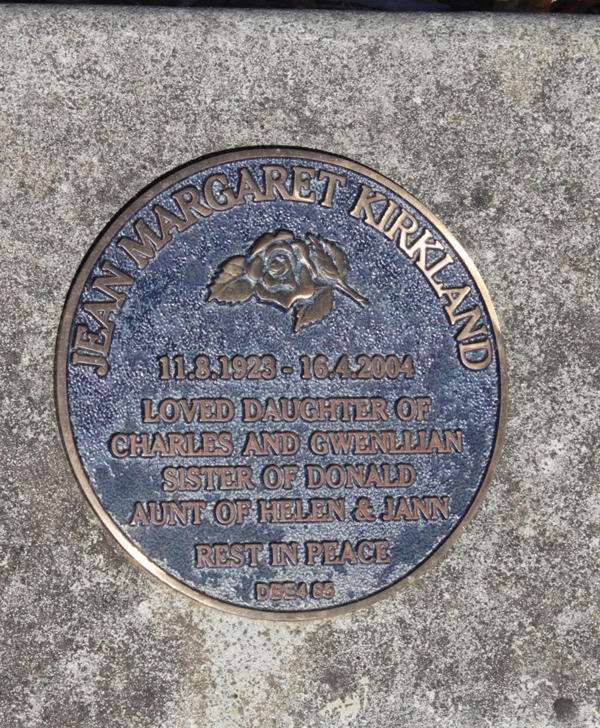 JEAN MARGARET KIRKLAND
11.8.1923 - 16.4.2004
LOVED DAUGHTER OF
CHARLES AND GWENLLIAN
SISTER OF DONALD
AUNT OF HELEN & JANN
REST IN PEACE